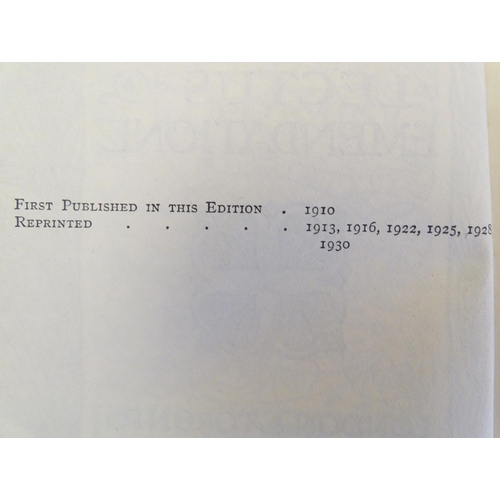 First Published in this Edition . 1910
Reprinted . . . . . 1913, 1916, 1922, 1925, 1928
1930